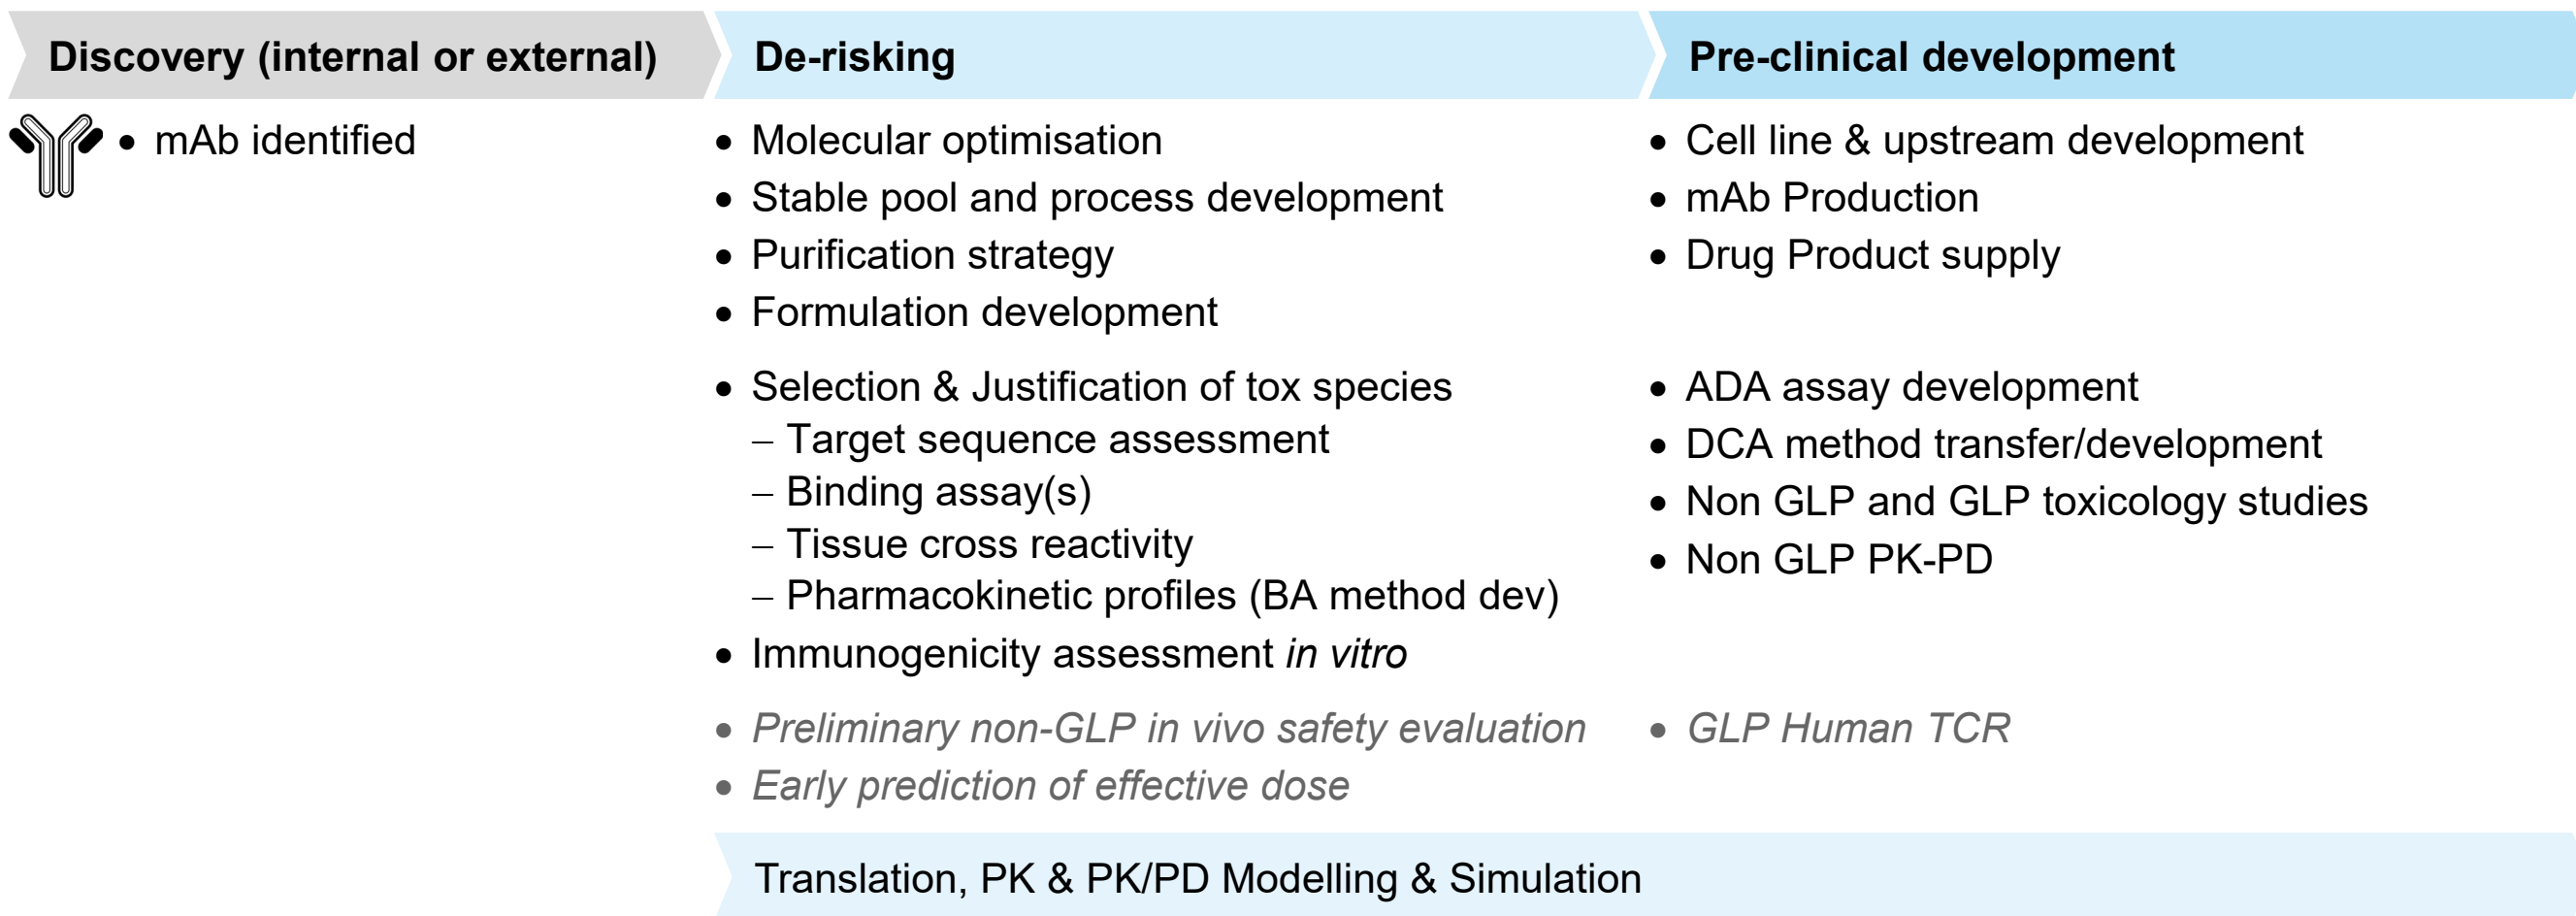 Discovery (internal or external)
• mAb identified
De-risking
• Molecular optimisation
• Stable pool and process development
• Purification strategy
• Formulation development
• Selection & Justification of tox species
– Target sequence assessment
– Binding assay(s)
– Tissue cross reactivity
– Pharmacokinetic profiles (BA method dev)
• Immunogenicity assessment in vitro
• Preliminary non-GLP in vivo safety evaluation
• Early prediction of effective dose
Pre-clinical development
• Cell line & upstream development
• mAb Production
• Drug Product supply
• ADA assay development
• DCA method transfer/development
• Non GLP and GLP toxicology studies
• Non GLP PK-PD
• GLP Human TCR
Translation, PK & PK/PD Modelling & Simulation